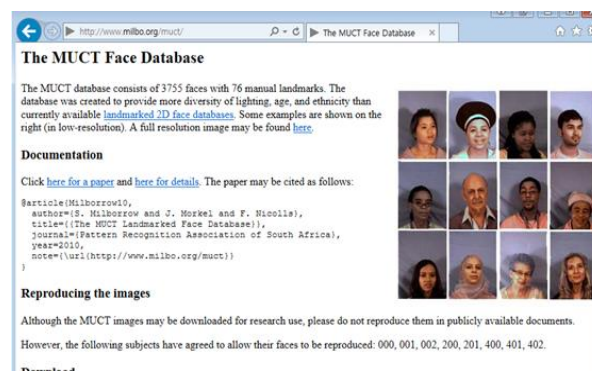 http://www.milbo.org/muct/
The MUCT Face Database
The MUCT Face Database
The MUCT database consists of 3755 faces with 76 manual landmarks. The
database was created to provide more diversity of lighting, age, and ethnicity than
currently available landmarked 2D face databases. Some examples are shown on the
right (in low-resolution). A full resolution image may be found here.
Documentation
Click here for a paper and here for details. The paper may be cited as follows:
@article{Milborrow10,
author={S. Milborrow and J. Morkel and F. Nicolls},
title={{The MUCT Landmarked Face Database}},
journal={Pattern Recognition Association of South Africa},
year=2010,
note={\url{http://www.milbo.org/muct}}
}
Reproducing the images
Although the MUCT images may be downloaded for research use, please do not reproduce them in publicly available documents.
However, the following subjects have agreed to allow their faces to be reproduced: 000, 001, 002, 200, 201, 400, 401, 402.
Download